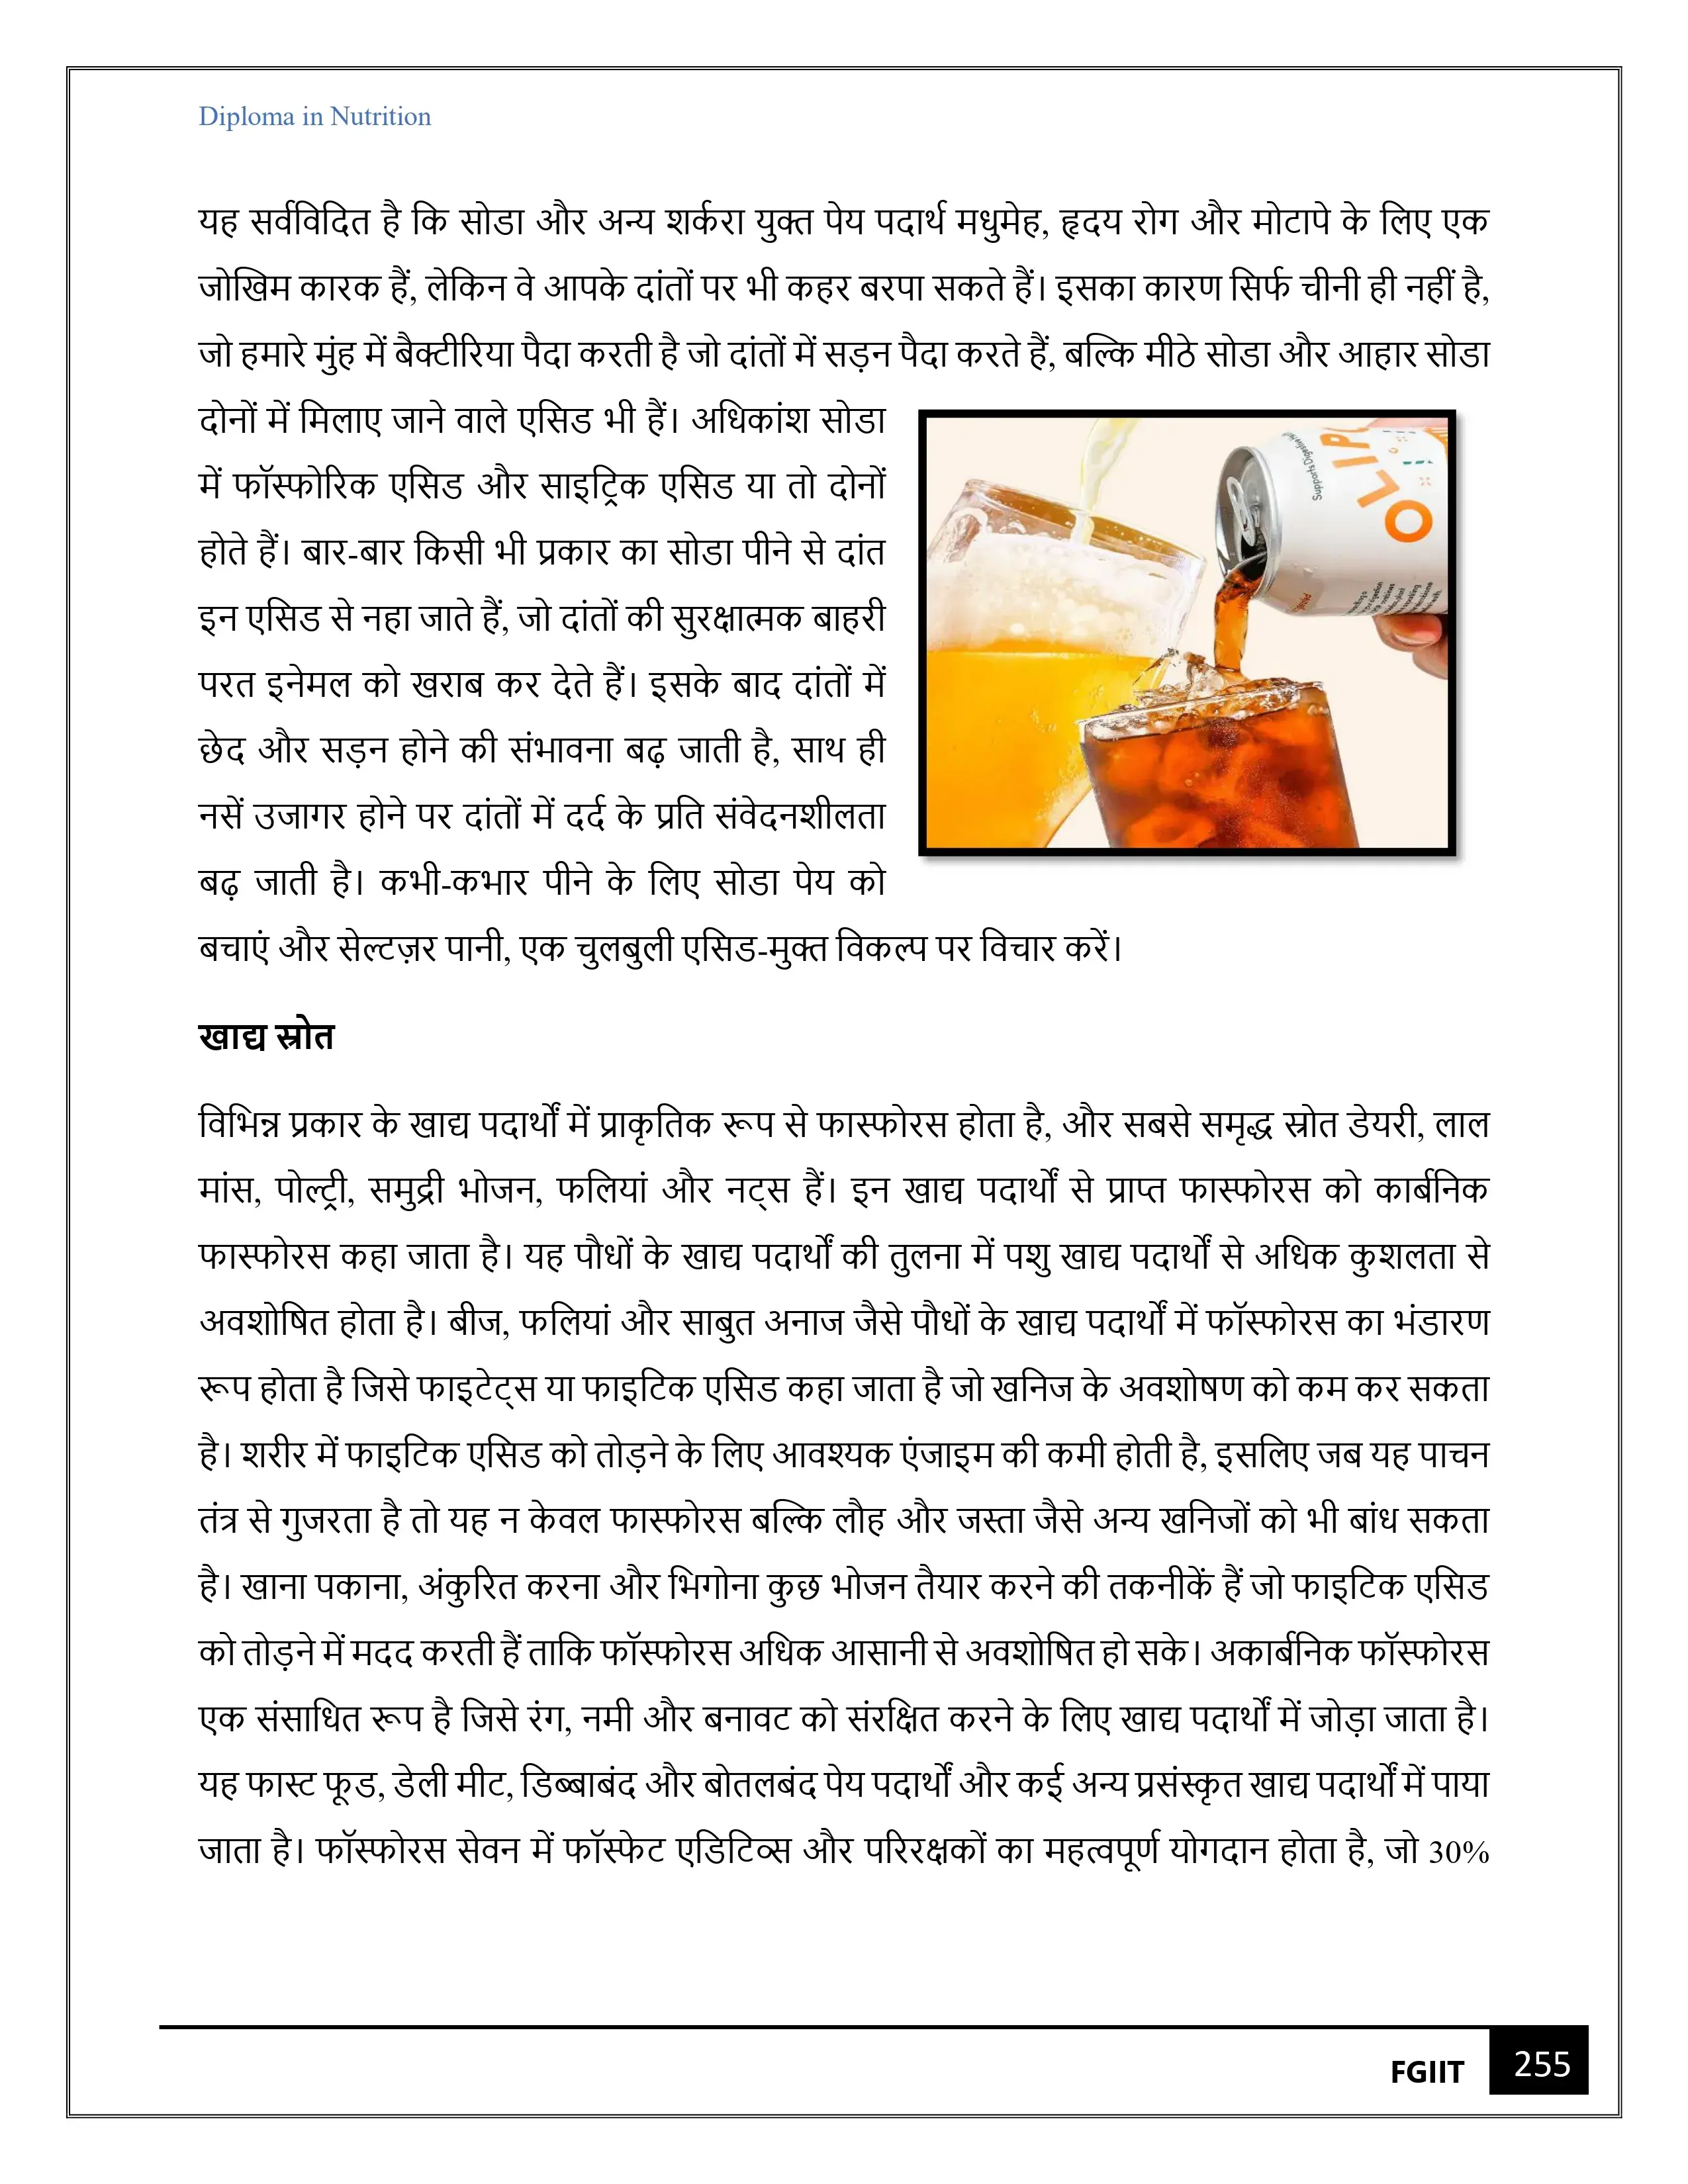 Diploma in Nutrition
यह सर्वविदित है कि सोडा और अन्य शर्करा युक्त पेय पदार्थ मधुमेह, हृदय रोग और मोटापे के लिए एक
जोखिम कारक हैं, लेकिन वे आपके दांतों पर भी कहर बरपा सकते हैं। इसका कारण सिर्फ चीनी ही नहीं है,
जो हमारे मुंह में बैक्टीरिया पैदा करती है जो दांतों में सड़न पैदा करते हैं, बल्कि मीठे सोडा और आहार सोडा
दोनों में मिलाए जाने वाले एसिड भी हैं। अधिकांश सोडा
में फॉस्फोरिक एसिड और साइट्रिक एसिड या तो दोनों
होते हैं। बार-बार किसी भी प्रकार का सोडा पीने से दांत
इन एसिड से नहा जाते हैं, जो दांतों की सुरक्षात्मक बाहरी
परत इनेमल को खराब कर देते हैं। इसके बाद दांतों में
छेद और सड़न होने की संभावना बढ़ जाती है, साथ ही
नसें उजागर होने पर दांतों में दर्द के प्रति संवेदनशीलता
बढ़ जाती है। कभी-कभार पीने के लिए सोडा पेय को
बचाएं और सेल्टज़र पानी, एक चुलबुली एसिड-मुक्त विकल्प पर विचार करें।
OLIPO
Supports Digestive
खाद्य स्रोत
विभिन्न प्रकार के खाद्य पदार्थों में प्राकृतिक रूप से फास्फोरस होता है, और सबसे समृद्ध स्रोत डेयरी, लाल
मांस, पोल्ट्री, समुद्री भोजन, फलियां और नट्स हैं। इन खाद्य पदार्थों से प्राप्त फास्फोरस को कार्बनिक
फास्फोरस कहा जाता है। यह पौधों के खाद्य पदार्थों की तुलना में पशु खाद्य पदार्थों से अधिक कुशलता से
अवशोषित होता है। बीज, फलियां और साबुत अनाज जैसे पौधों के खाद्य पदार्थों में फॉस्फोरस का भंडारण
रूप होता है जिसे फाइटेट्स या फाइटिक एसिड कहा जाता है जो खनिज के अवशोषण को कम कर सकता
है। शरीर में फाइटिक एसिड को तोड़ने के लिए आवश्यक एंजाइम की कमी होती है, इसलिए जब यह पाचन
तंत्र से गुजरता है तो यह न केवल फास्फोरस बल्कि लौह और जस्ता जैसे अन्य खनिजों को भी बांध सकता
है। खाना पकाना, अंकुरित करना और भिगोना कुछ भोजन तैयार करने की तकनीकें हैं जो फाइटिक एसिड
को तोड़ने में मदद करती हैं ताकि फॉस्फोरस अधिक आसानी से अवशोषित हो सके। अकार्बनिक फॉस्फोरस
एक संसाधित रूप है जिसे रंग, नमी और बनावट को संरक्षित करने के लिए खाद्य पदार्थों में जोड़ा जाता है।
यह फास्ट फूड, डेली मीट, डिब्बाबंद और बोतलबंद पेय पदार्थों और कई अन्य प्रसंस्कृत खाद्य पदार्थों में पाया
जाता है। फॉस्फोरस सेवन में फॉस्फेट एडिटिव्स और परिरक्षकों का महत्वपूर्ण योगदान होता है, जो 30%
FGIIT
255